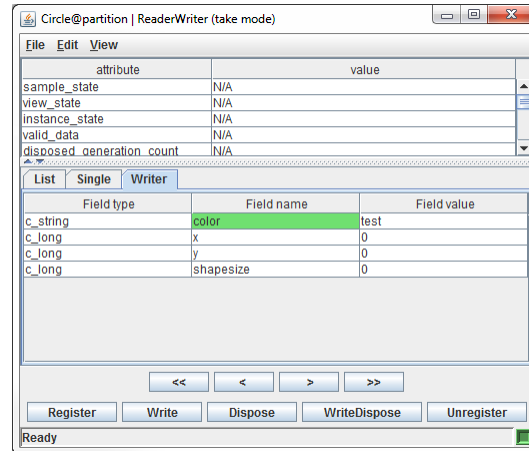 Circle@partition | ReaderWriter (take mode)
File Edit View
attribute value
sample_state N/A
view_state N/A
instance_state N/A
valid_data N/A
disposed_generation_count N/A
List Single Writer
Field type Field name Field value
c_string color test
c_long x 0
c_long y 0
c_long shapesize 0
<< < > >>
Register Write Dispose WriteDispose Unregister
Ready